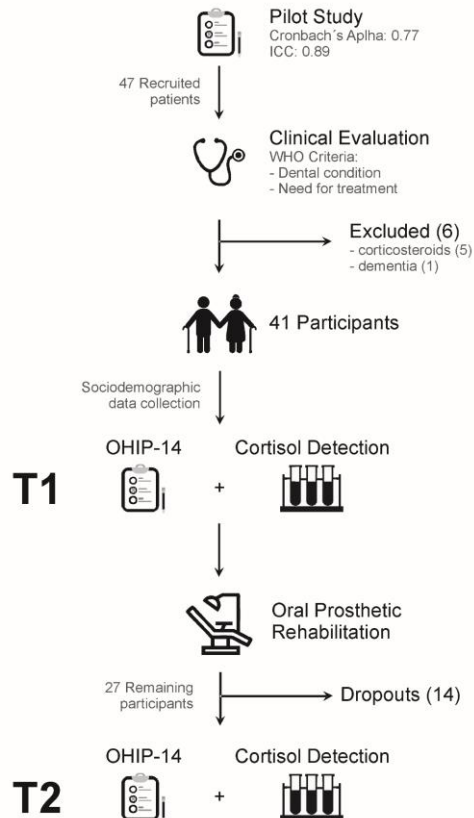 Pilot Study
Cronbach´s Aplha: 0.77
ICC: 0.89
47 Recruited
patients
Clinical Evaluation
WHO Criteria:
- Dental condition
- Need for treatment
Excluded (6)
- corticosteroids (5)
- dementia (1)
41 Participants
Sociodemographic
data collection
OHIP-14 Cortisol Detection
T1 +
Oral Prosthetic
Rehabilitation
27 Remaining
participants
Dropouts (14)
OHIP-14 Cortisol Detection
T2 +